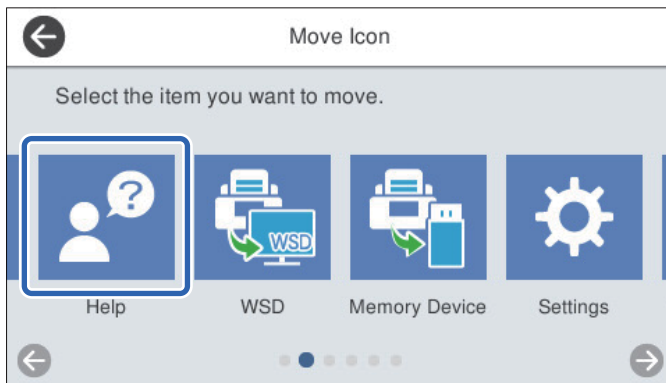 Move Icon
Select the item you want to move.
?
WSD
Help
WSD
Memory Device
Settings